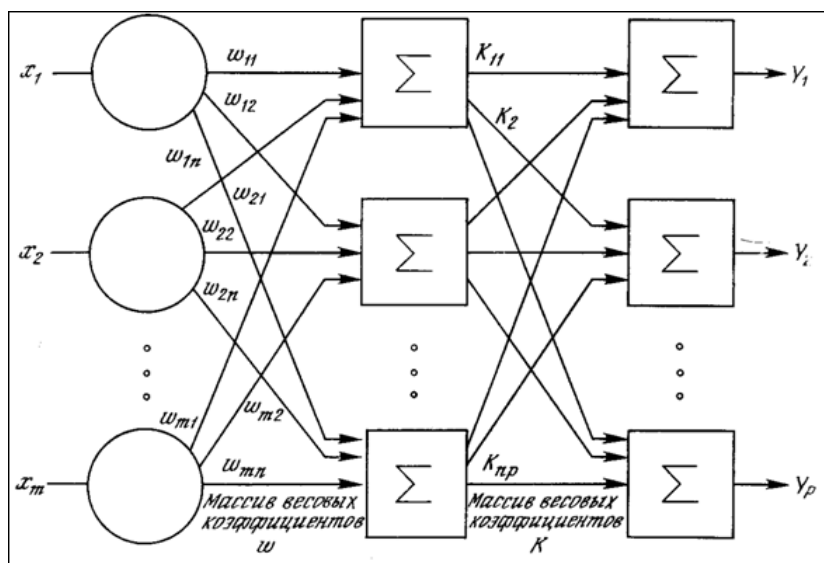 x₁
w₁₁
Σ
K₁₁
Σ
y₁
w₁₂
K₂
w₁ₙ
w₂₁
x₂
w₂₂
Σ
Σ
y₂
w₂ₙ
wₘ₁
wₘ₂
xₘ
wₘₙ
Σ
Kₙₚ
Σ
yₚ
Массив весовых
коэффициентов
w
Массив весовых
коэффициентов
K